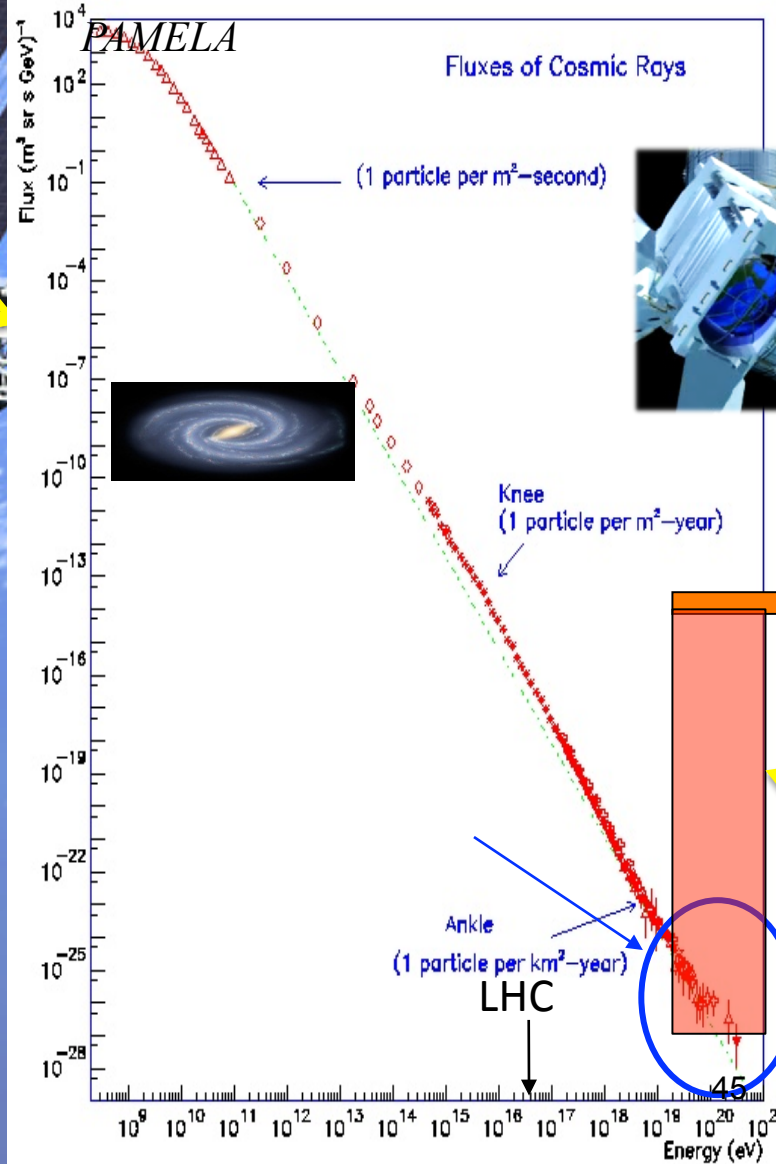 PAMELA
Fluxes of Cosmic Rays
Flux (m² sr s GeV)⁻¹
(1 particle per m²−second)
Knee
(1 particle per m²−year)
Ankle
(1 particle per km²−year)
LHC
10⁴
10²
10⁻¹
10⁻⁴
10⁻⁷
10⁻¹⁰
10⁻¹³
10⁻¹⁶
10⁻¹⁹
10⁻²²
10⁻²⁵
10⁻²⁸
45
10⁹ 10¹⁰ 10¹¹ 10¹² 10¹³ 10¹⁴ 10¹⁵ 10¹⁶ 10¹⁷ 10¹⁸ 10¹⁹ 10²⁰
Energy (eV)